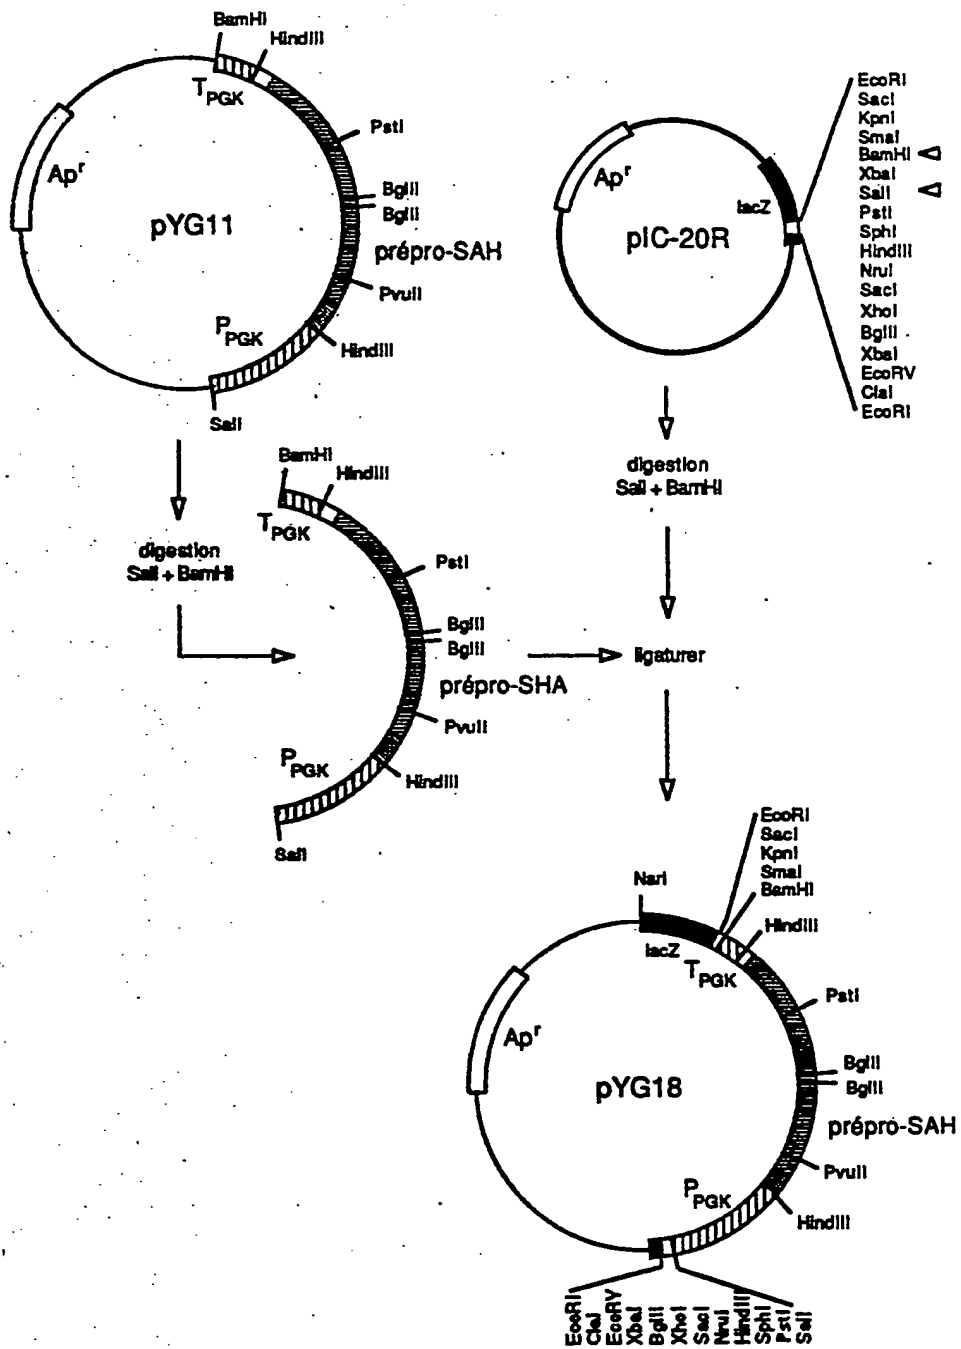 BamHI
HindIII
TPGK
PstI
Apr
BglII
BglII
pYG11
prépro-SAH
PvuII
PPGK
HindIII
SalI
EcoRI
SacI
KpnI
SmaI
BamHI
XbaI
SalI
PstI
SphI
HindIII
NruI
SacI
XhoI
BglII
XbaI
EcoRV
ClaI
EcoRI
Apr
lacZ
pIC-20R
digestion
SalI + BamHI
digestion
SalI + BamHI
BamHI
HindIII
TPGK
PstI
BglII
BglII
prépro-SHA
PvuII
PPGK
HindIII
SalI
ligaturer
EcoRI
SacI
KpnI
SmaI
BamHI
NarI
HindIII
lacZ
TPGK
PstI
Apr
BglII
BglII
pYG18
prépro-SAH
PvuII
PPGK
HindIII
EcoRI
ClaI
EcoRV
XbaI
BglII
XhoI
SacI
NruI
HindIII
SphI
PstI
SalI